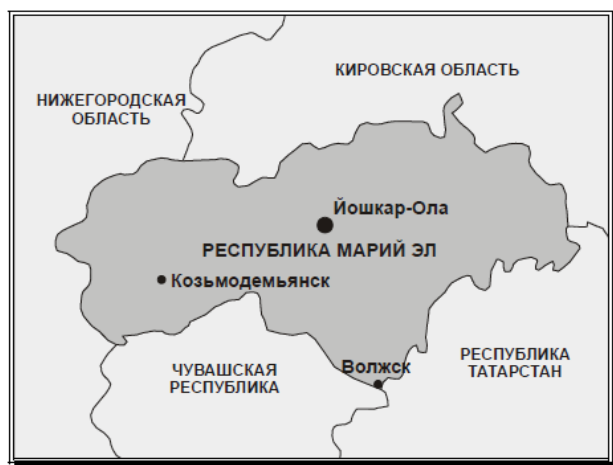 КИРОВСКАЯ ОБЛАСТЬ
НИЖЕГОРОДСКАЯ
ОБЛАСТЬ
Йошкар-Ола
РЕСПУБЛИКА МАРИЙ ЭЛ
Козьмодемьянск
ЧУВАШСКАЯ
РЕСПУБЛИКА
Волжск
РЕСПУБЛИКА
ТАТАРСТАН